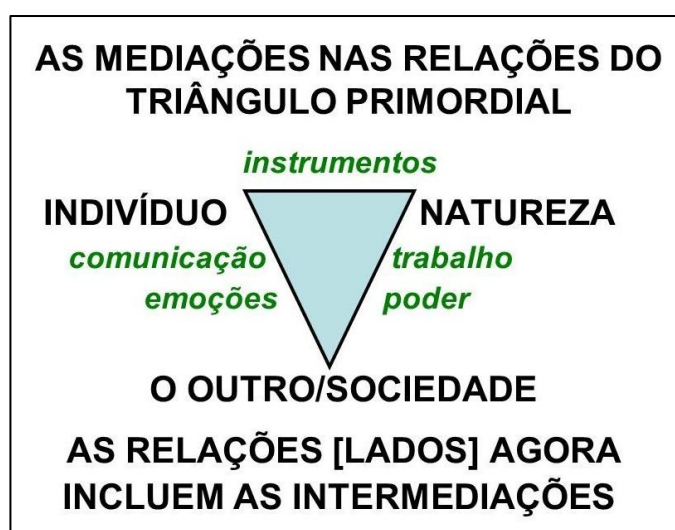 AS MEDIAÇÕES NAS RELAÇÕES DO
TRIÂNGULO PRIMORDIAL
instrumentos
INDIVÍDUO NATUREZA
comunicação trabalho
emoções poder
O OUTRO/SOCIEDADE
AS RELAÇÕES [LADOS] AGORA
INCLUEM AS INTERMEDIAÇÕES